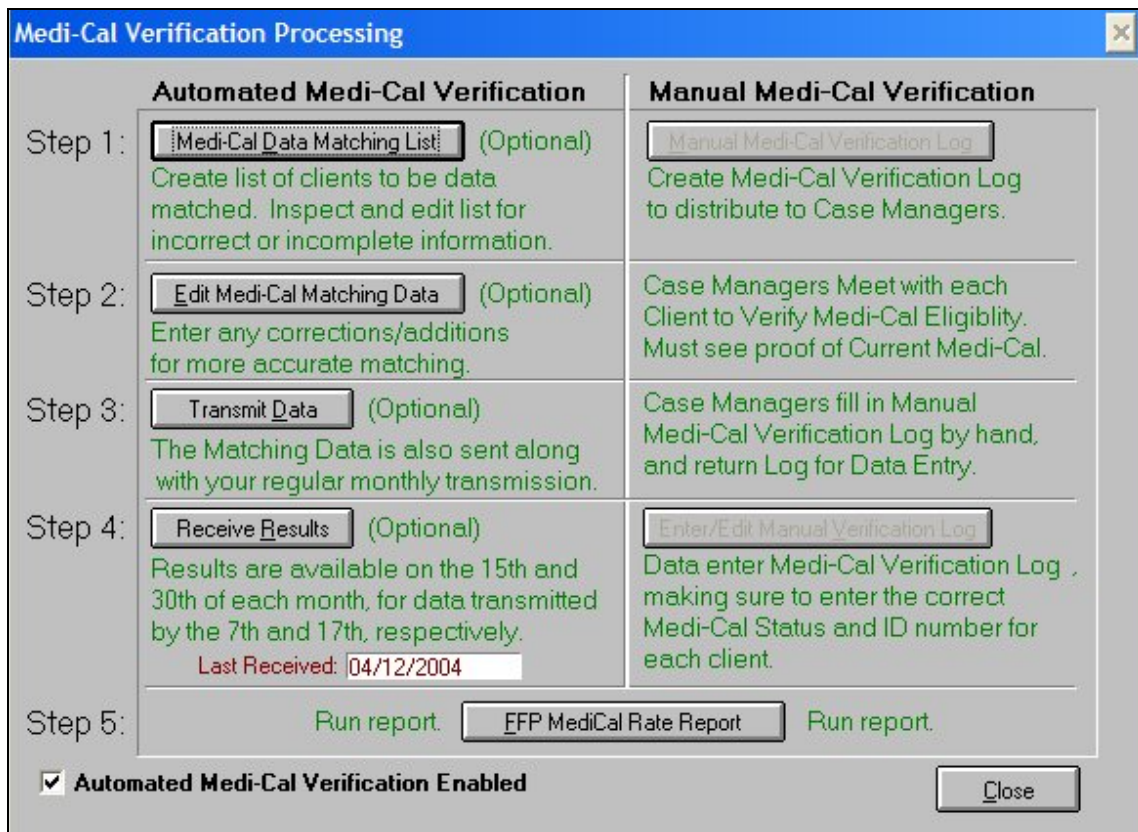 Medi-Cal Verification Processing
Automated Medi-Cal Verification
Manual Medi-Cal Verification
Step 1:
Medi-Cal Data Matching List (Optional)
Create list of clients to be data
matched. Inspect and edit list for
incorrect or incomplete information.
Manual Medi-Cal Verification Log
Create Medi-Cal Verification Log
to distribute to Case Managers.
Step 2:
Edit Medi-Cal Matching Data (Optional)
Enter any corrections/additions
for more accurate matching.
Case Managers Meet with each
Client to Verify Medi-Cal Eligiblity.
Must see proof of Current Medi-Cal.
Step 3:
Transmit Data (Optional)
The Matching Data is also sent along
with your regular monthly transmission.
Case Managers fill in Manual
Medi-Cal Verification Log by hand,
and return Log for Data Entry.
Step 4:
Receive Results (Optional)
Results are available on the 15th and
30th of each month, for data transmitted
by the 7th and 17th, respectively.
Last Received: 04/12/2004
Enter/Edit Manual Verification Log
Data enter Medi-Cal Verification Log ,
making sure to enter the correct
Medi-Cal Status and ID number for
each client.
Step 5:
Run report. FFP MediCal Rate Report Run report.
Automated Medi-Cal Verification Enabled
Close